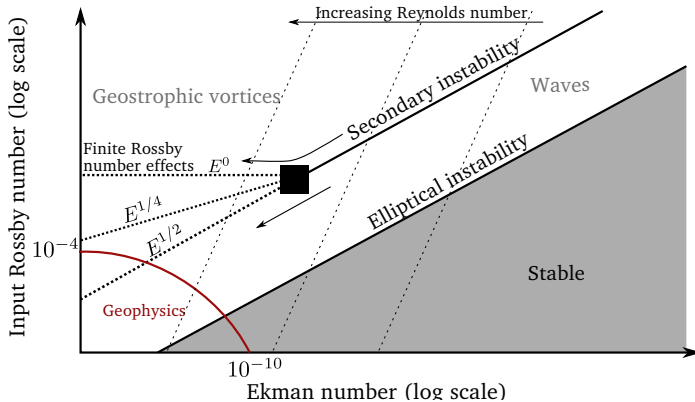 Increasing Reynolds number
Geostrophic vortices
Secondary instability
Waves
Finite Rossby
number effects
E^0
E^{1/4}
E^{1/2}
Elliptical instability
10^{-4}
Geophysics
Stable
10^{-10}
Ekman number (log scale)
Input Rossby number (log scale)